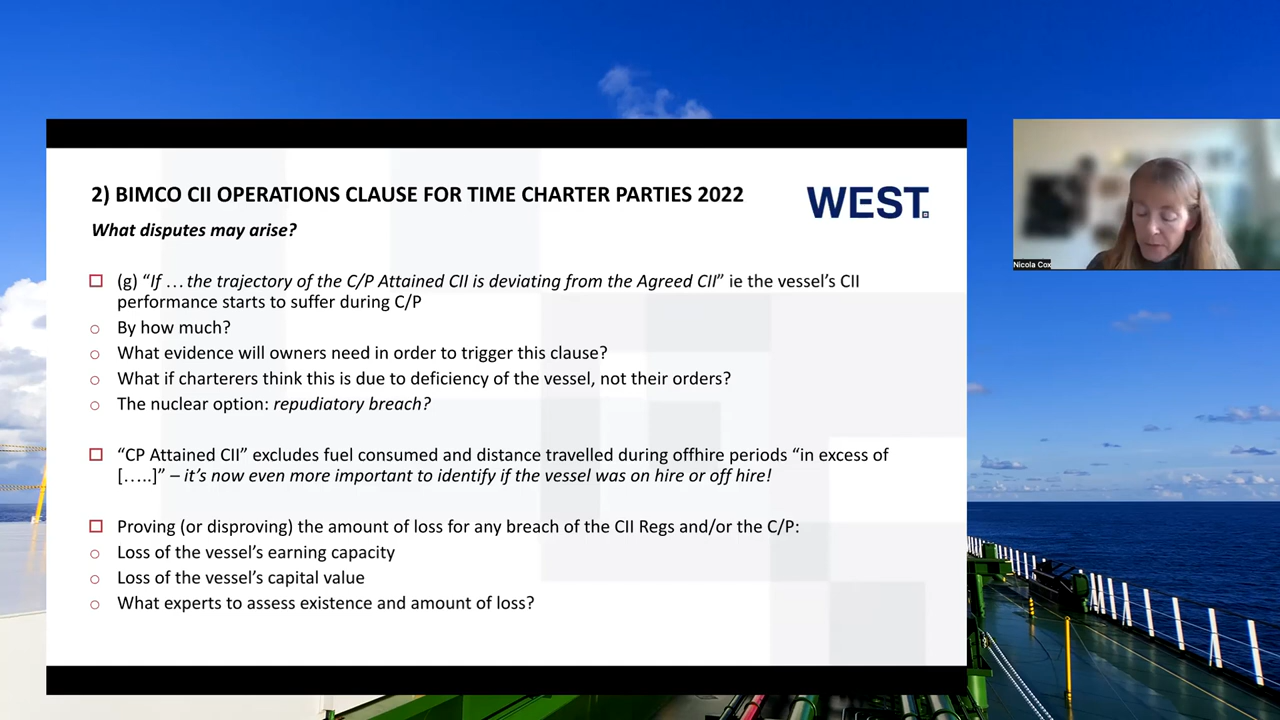 2) BIMCO CII OPERATIONS CLAUSE FOR TIME CHARTER PARTIES 2022
WEST.
What disputes may arise?
(g) “If … the trajectory of the C/P Attained CII is deviating from the Agreed CII” ie the vessel’s CII
performance starts to suffer during C/P
By how much?
What evidence will owners need in order to trigger this clause?
What if charterers think this is due to deficiency of the vessel, not their orders?
The nuclear option: repudiatory breach?
“CP Attained CII” excludes fuel consumed and distance travelled during offhire periods “in excess of
[…..]” – it’s now even more important to identify if the vessel was on hire or off hire!
Proving (or disproving) the amount of loss for any breach of the CII Regs and/or the C/P:
Loss of the vessel’s earning capacity
Loss of the vessel’s capital value
What experts to assess existence and amount of loss?
Nicola Cox